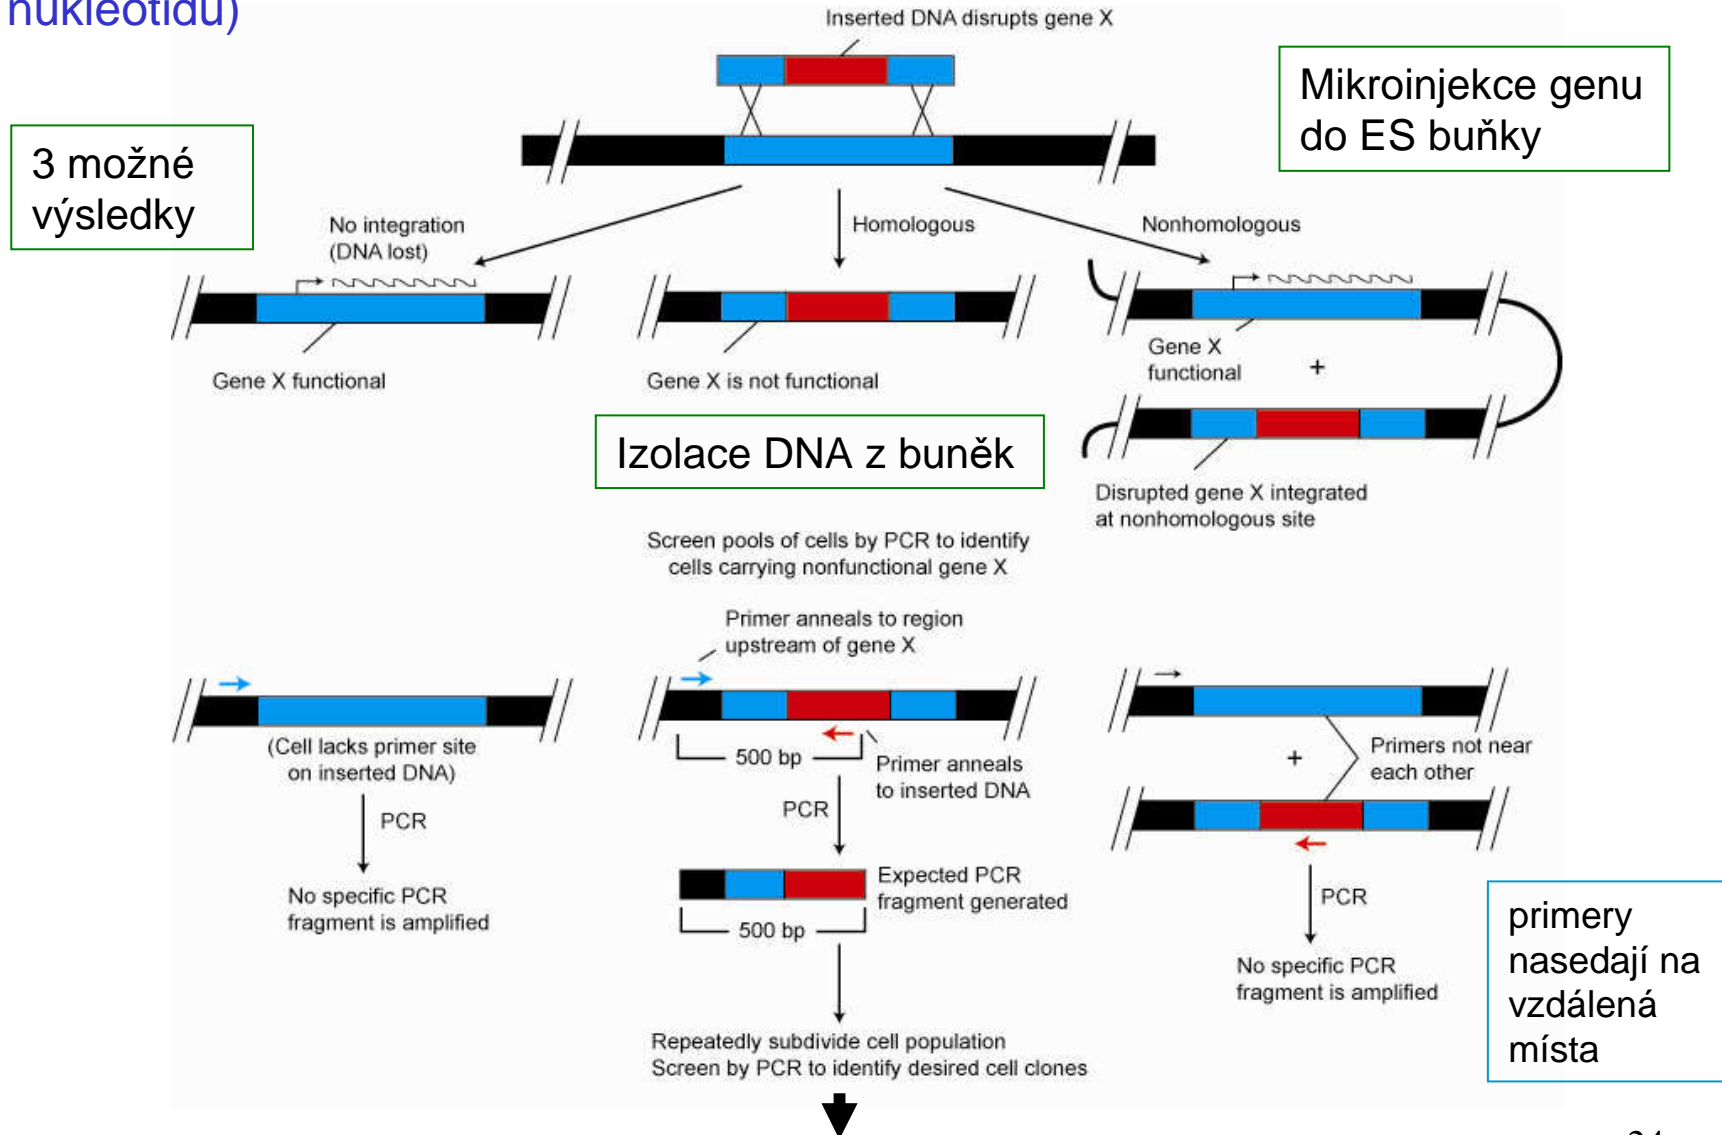 nukleotidu)
Inserted DNA disrupts gene X
Mikroinjekce genu
do ES buňky
3 možné
výsledky
No integration
(DNA lost)
Homologous
Nonhomologous
Gene X functional
Gene X is not functional
Gene X
functional
+
Izolace DNA z buněk
Disrupted gene X integrated
at nonhomologous site
Screen pools of cells by PCR to identify
cells carrying nonfunctional gene X
Primer anneals to region
upstream of gene X
(Cell lacks primer site
on inserted DNA)
500 bp
Primer anneals
to inserted DNA
Primers not near
each other
+
PCR
PCR
PCR
No specific PCR
fragment is amplified
Expected PCR
fragment generated
500 bp
No specific PCR
fragment is amplified
primery
nasedají na
vzdálená
místa
Repeatedly subdivide cell population
Screen by PCR to identify desired cell clones